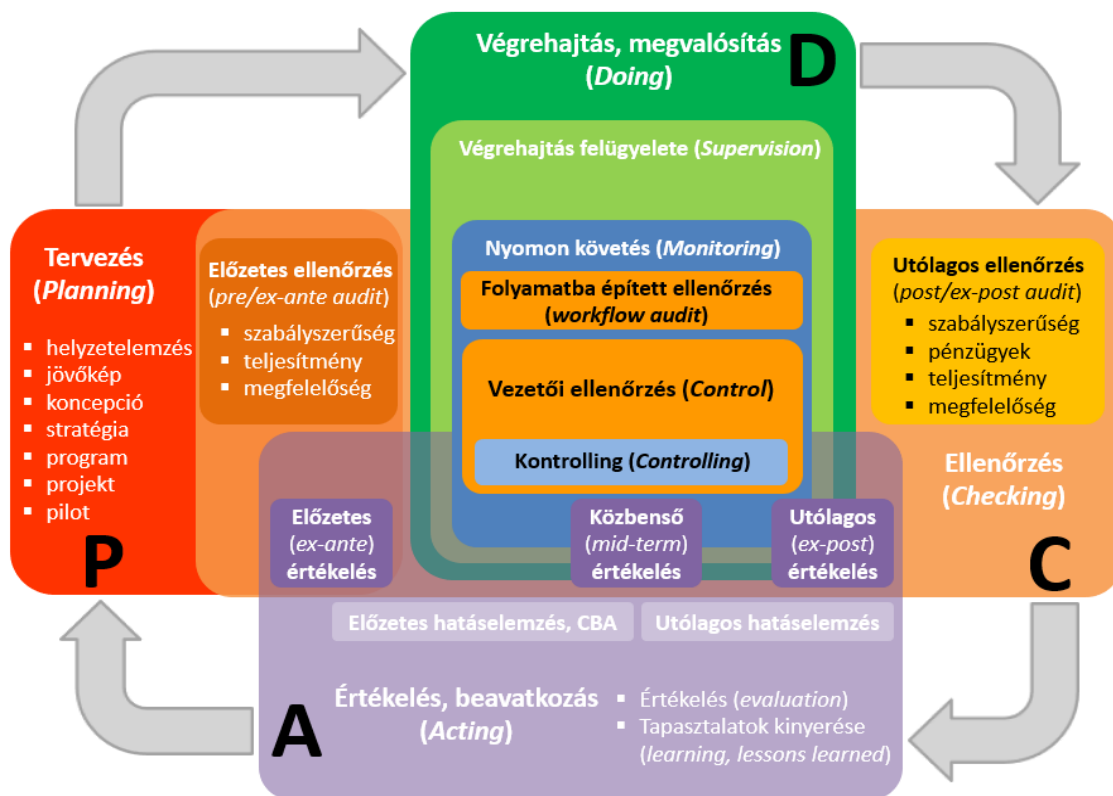 Végrehajtás, megvalósítás
(Doing)
D
Végrehajtás felügyelete (Supervision)
Tervezés
(Planning)
▪ helyzetelemzés
▪ jövőkép
▪ koncepció
▪ stratégia
▪ program
▪ projekt
▪ pilot
P
Előzetes ellenőrzés
(pre/ex-ante audit)
▪ szabályszerűség
▪ teljesítmény
▪ megfelelőség
Nyomon követés (Monitoring)
Folyamatba épített ellenőrzés
(workflow audit)
Vezetői ellenőrzés (Control)
Kontrolling (Controlling)
Utólagos ellenőrzés
(post/ex-post audit)
▪ szabályszerűség
▪ pénzügyek
▪ teljesítmény
▪ megfelelőség
Ellenőrzés
(Checking)
C
Előzetes
(ex-ante)
értékelés
Közbenső
(mid-term)
értékelés
Utólagos
(ex-post)
értékelés
Előzetes hatáselemzés, CBA
Utólagos hatáselemzés
A
Értékelés, beavatkozás
(Acting)
▪ Értékelés (evaluation)
▪ Tapasztalatok kinyerése
(learning, lessons learned)